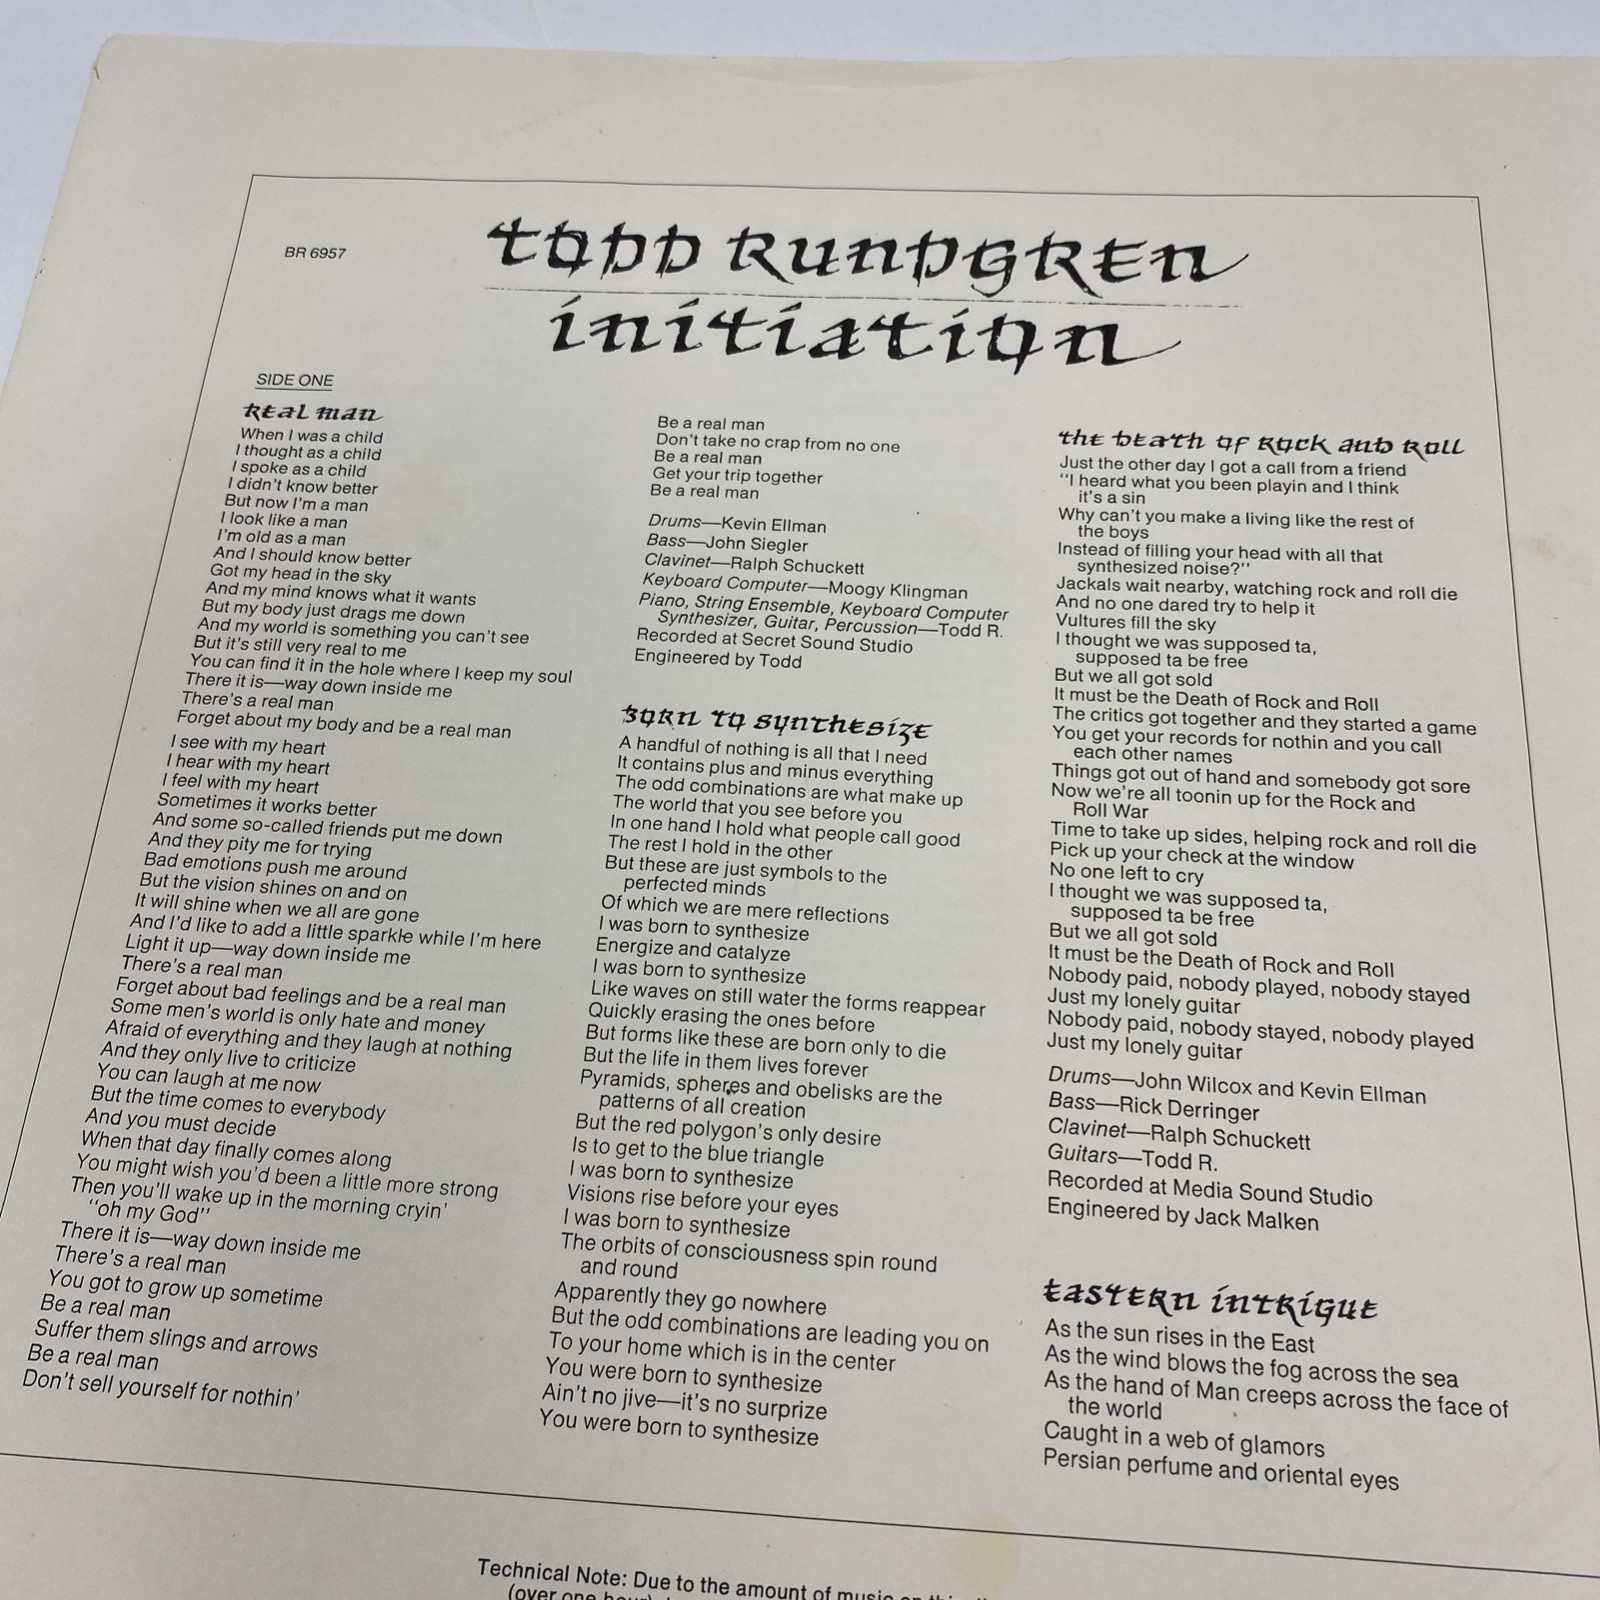 BR 6957
TODD RUNDGREN
INITIATION
SIDE ONE
REAL MAN
When I was a child
I thought as a child
I spoke as a child
I didn't know better
But now I'm a man
I look like a man
I'm old as a man
And I should know better
Got my head in the sky
And my mind knows what it wants
But my body just drags me down
And my world is something you can't see
But it's still very real to me
You can find it in the hole where I keep my soul
There it is—way down inside me
There's a real man
Forget about my body and be a real man
I see with my heart
I hear with my heart
I feel with my heart
Sometimes it works better
And some so-called friends put me down
And they pity me for trying
Bad emotions push me around
But the vision shines on and on
It will shine when we all are gone
And I'd like to add a little sparkle while I'm here
Light it up—way down inside me
There's a real man
Forget about bad feelings and be a real man
Some men's world is only hate and money
Afraid of everything and they laugh at nothing
And they only live to criticize
You can laugh at me now
But the time comes to everybody
And you must decide
When that day finally comes along
You might wish you'd been a little more strong
Then you'll wake up in the morning cryin'
"oh my God"
There it is—way down inside me
There's a real man
You got to grow up sometime
Be a real man
Suffer them slings and arrows
Be a real man
Don't sell yourself for nothin'
Be a real man
Don't take no crap from no one
Be a real man
Get your trip together
Be a real man
Drums—Kevin Ellman
Bass—John Siegler
Clavinet—Ralph Schuckett
Keyboard Computer—Moogy Klingman
Piano, String Ensemble, Keyboard Computer
Synthesizer, Guitar, Percussion—Todd R.
Recorded at Secret Sound Studio
Engineered by Todd
BORN TO SYNTHESIZE
A handful of nothing is all that I need
It contains plus and minus everything
The odd combinations are what make up
The world that you see before you
In one hand I hold what people call good
The rest I hold in the other
But these are just symbols to the
perfected minds
Of which we are mere reflections
I was born to synthesize
Energize and catalyze
I was born to synthesize
Like waves on still water the forms reappear
Quickly erasing the ones before
But forms like these are born only to die
But the life in them lives forever
Pyramids, spheres and obelisks are the
patterns of all creation
But the red polygon's only desire
Is to get to the blue triangle
I was born to synthesize
Visions rise before your eyes
I was born to synthesize
The orbits of consciousness spin round
and round
Apparently they go nowhere
But the odd combinations are leading you on
To your home which is in the center
You were born to synthesize
Ain't no jive—it's no surprize
You were born to synthesize
THE DEATH OF ROCK AND ROLL
Just the other day I got a call from a friend
"I heard what you been playin and I think
it's a sin
Why can't you make a living like the rest of
the boys
Instead of filling your head with all that
synthesized noise?"
Jackals wait nearby, watching rock and roll die
And no one dared try to help it
Vultures fill the sky
I thought we was supposed ta,
supposed ta be free
But we all got sold
It must be the Death of Rock and Roll
The critics got together and they started a game
You get your records for nothin and you call
each other names
Things got out of hand and somebody got sore
Now we're all toonin up for the Rock and
Roll War
Time to take up sides, helping rock and roll die
Pick up your check at the window
No one left to cry
I thought we was supposed ta,
supposed ta be free
But we all got sold
It must be the Death of Rock and Roll
Nobody paid, nobody played, nobody stayed
Just my lonely guitar
Nobody paid, nobody stayed, nobody played
Just my lonely guitar
Drums—John Wilcox and Kevin Ellman
Bass—Rick Derringer
Clavinet—Ralph Schuckett
Guitars—Todd R.
Recorded at Media Sound Studio
Engineered by Jack Malken
EASTERN INTRIGUE
As the sun rises in the East
As the wind blows the fog across the sea
As the hand of Man creeps across the face of
the world
Caught in a web of glamors
Persian perfume and oriental eyes
Technical Note: Due to the amount of music on
(over one hour)